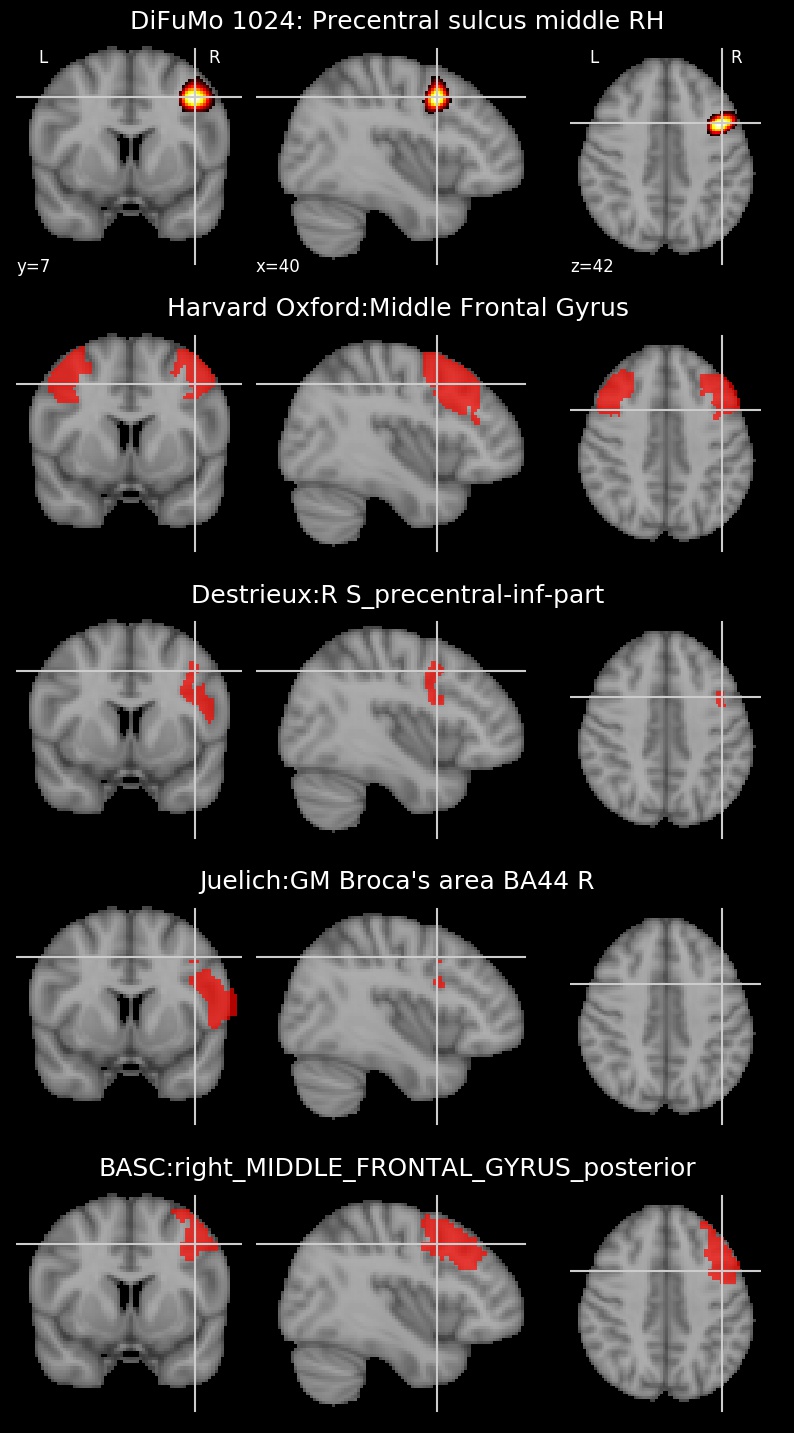 DiFuMo 1024: Precentral sulcus middle RH
L R L R
y=7 x=40 z=42
Harvard Oxford:Middle Frontal Gyrus
Destrieux:R S_precentral-inf-part
Juelich:GM Broca's area BA44 R
BASC:right_MIDDLE_FRONTAL_GYRUS_posterior